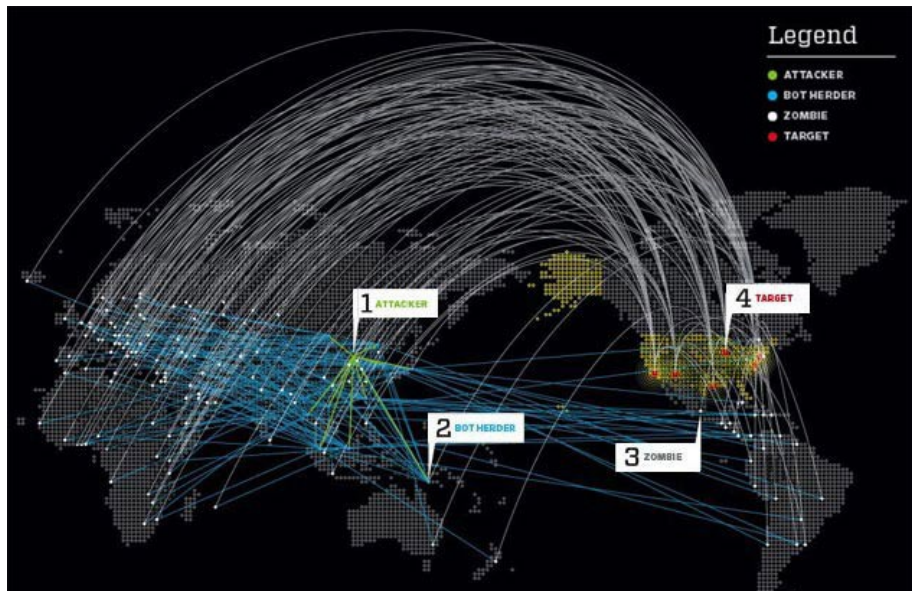 Legend
ATTACKER
BOT HERDER
ZOMBIE
TARGET
1 ATTACKER
4 TARGET
2 BOT HERDER
3 ZOMBIE